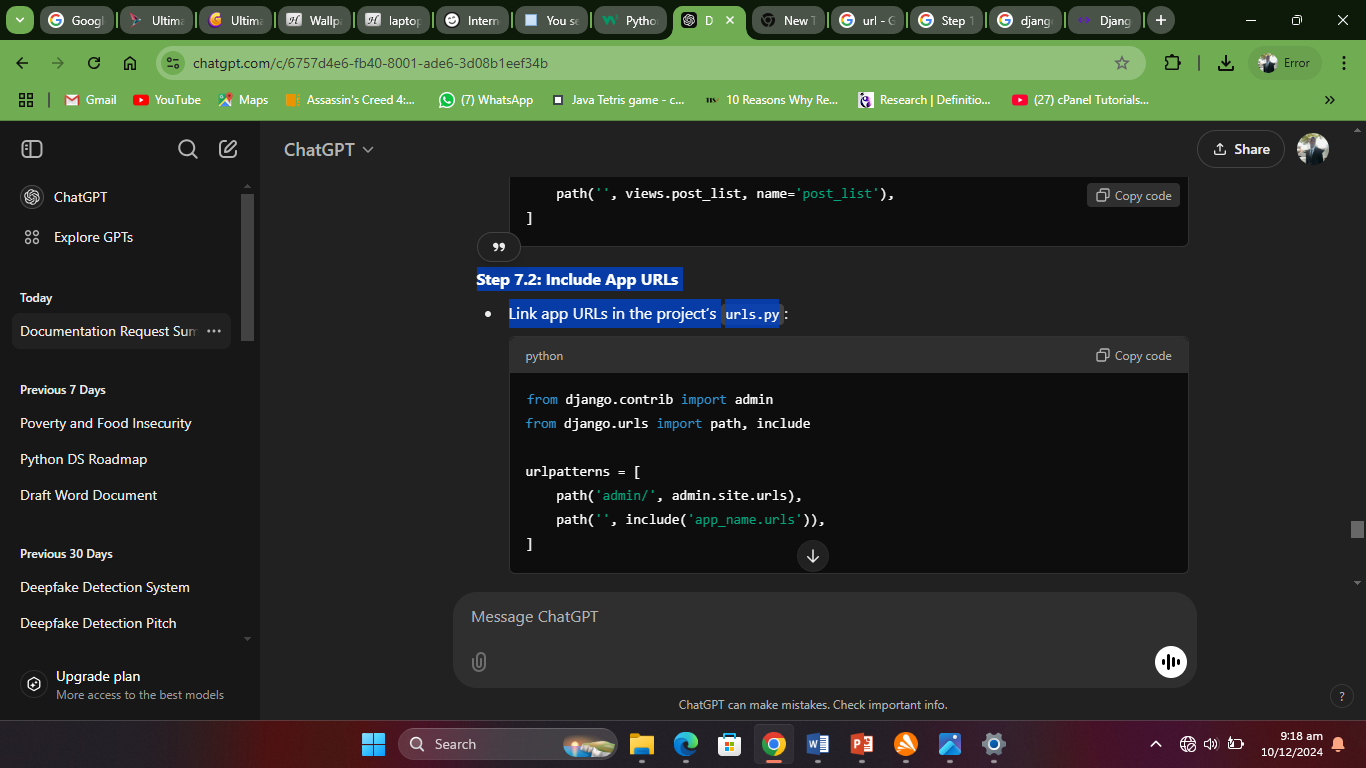 Googl
Ultima
Ultima
Wallpa
laptop
Intern
You se
Python
D
New T
url - G
Step 1
djang
Djang
chatgpt.com/c/6757d4e6-fb40-8001-ade6-3d08b1eef34b
Error
Gmail
YouTube
Maps
Assassin's Creed 4:...
(7) WhatsApp
Java Tetris game - c...
10 Reasons Why Re...
Research | Definitio...
(27) cPanel Tutorials...
»
ChatGPT
Share
ChatGPT
Explore GPTs
Today
Documentation Request Sum
Previous 7 Days
Poverty and Food Insecurity
Python DS Roadmap
Draft Word Document
Previous 30 Days
Deepfake Detection System
Deepfake Detection Pitch
Upgrade plan
More access to the best models
path('', views.post_list, name='post_list'),
Copy code
]
Step 7.2: Include App URLs
• Link app URLs in the project's urls.py:
python
Copy code
from django.contrib import admin
from django.urls import path, include
urlpatterns = [
path('admin/', admin.site.urls),
path('', include('app_name.urls')),
]
Message ChatGPT
ChatGPT can make mistakes. Check important info.
?
Search
9:18 am
10/12/2024